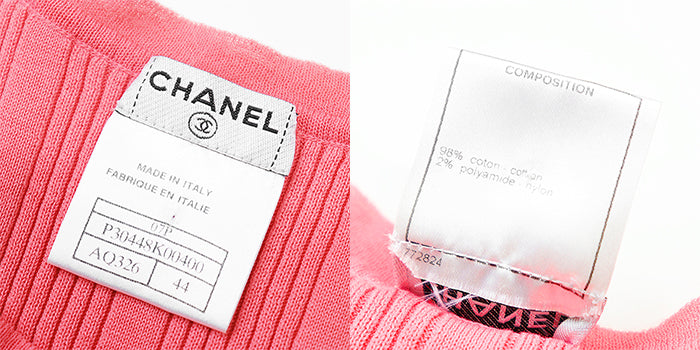 CHANEL
MADE IN ITALY
FABRIQUE EN ITALIE
07P
P30448K00400
AO326
44
COMPOSITION
98% coton - cotton
2% polyamide - nylon
772824
CHANEL